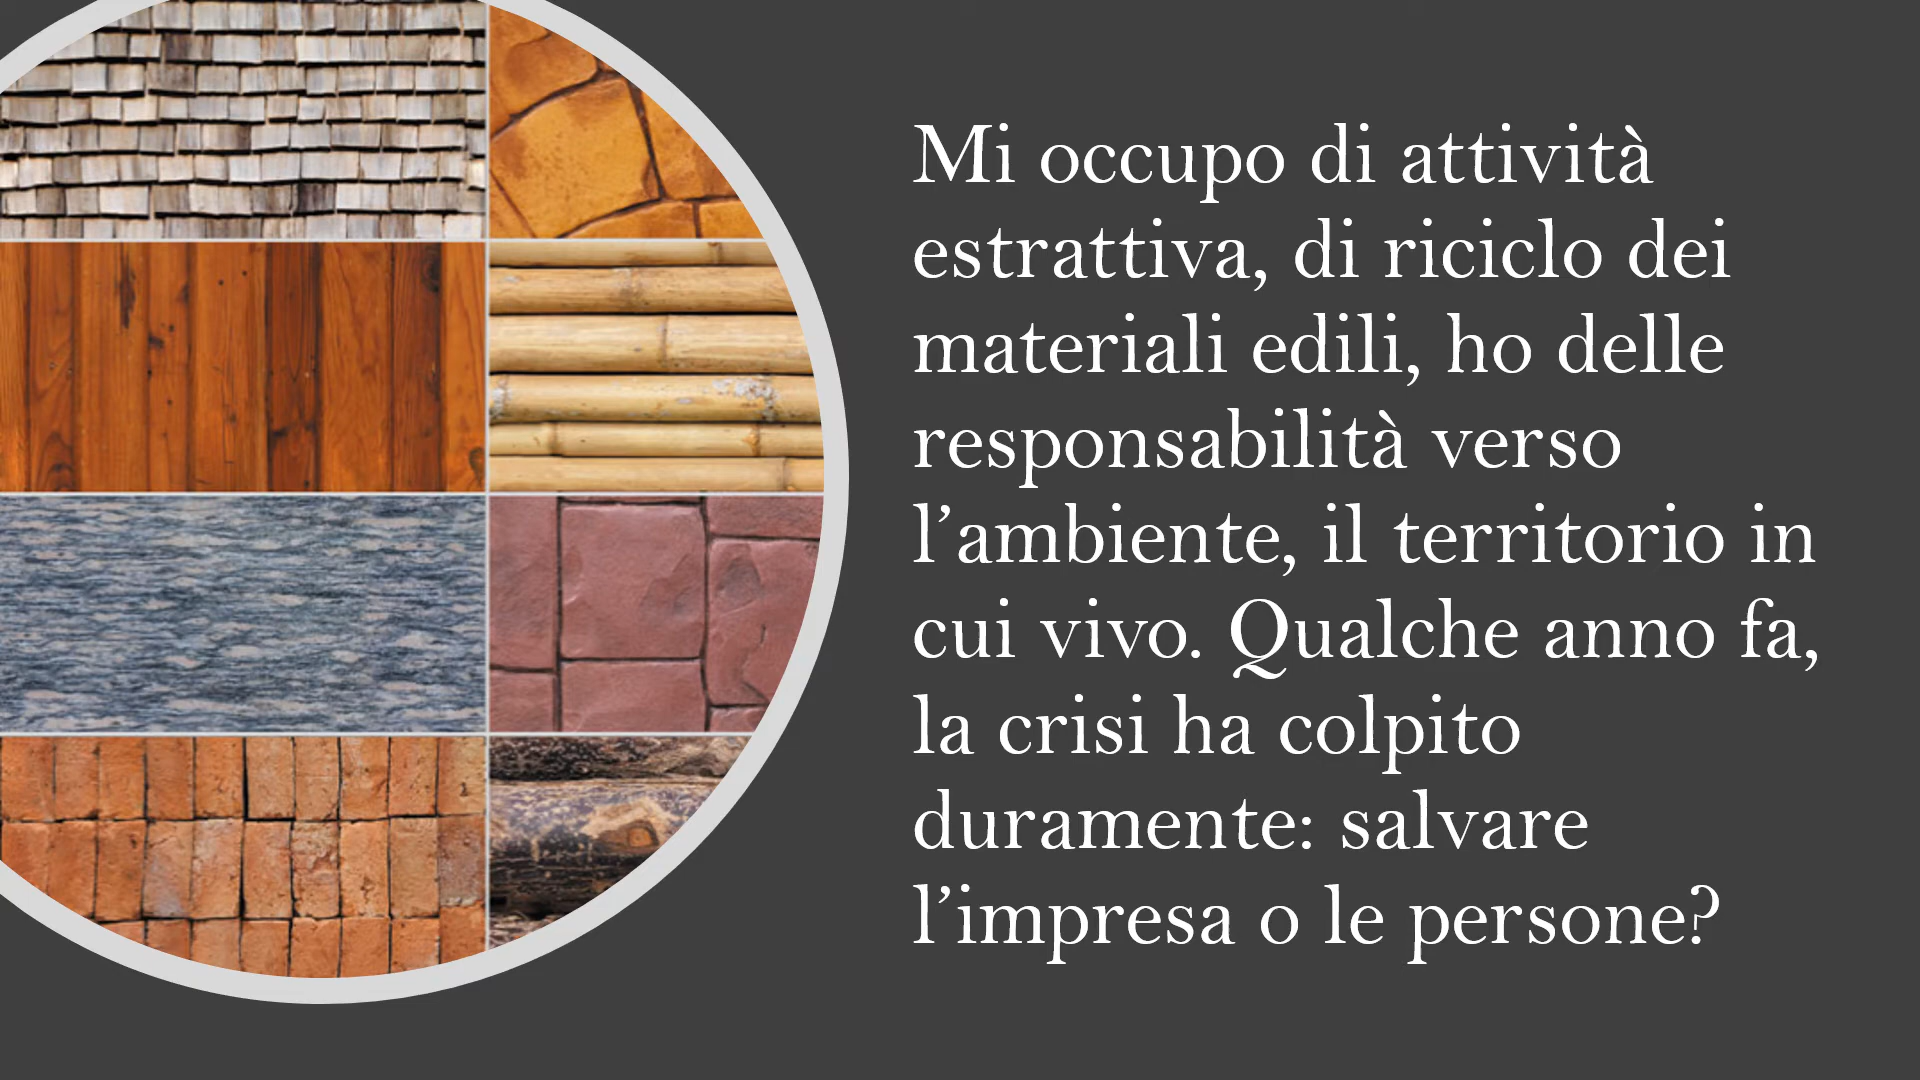 Mi occupo di attività
estrattiva, di riciclo dei
materiali edili, ho delle
responsabilità verso
l’ambiente, il territorio in
cui vivo. Qualche anno fa,
la crisi ha colpito
duramente: salvare
l’impresa o le persone?